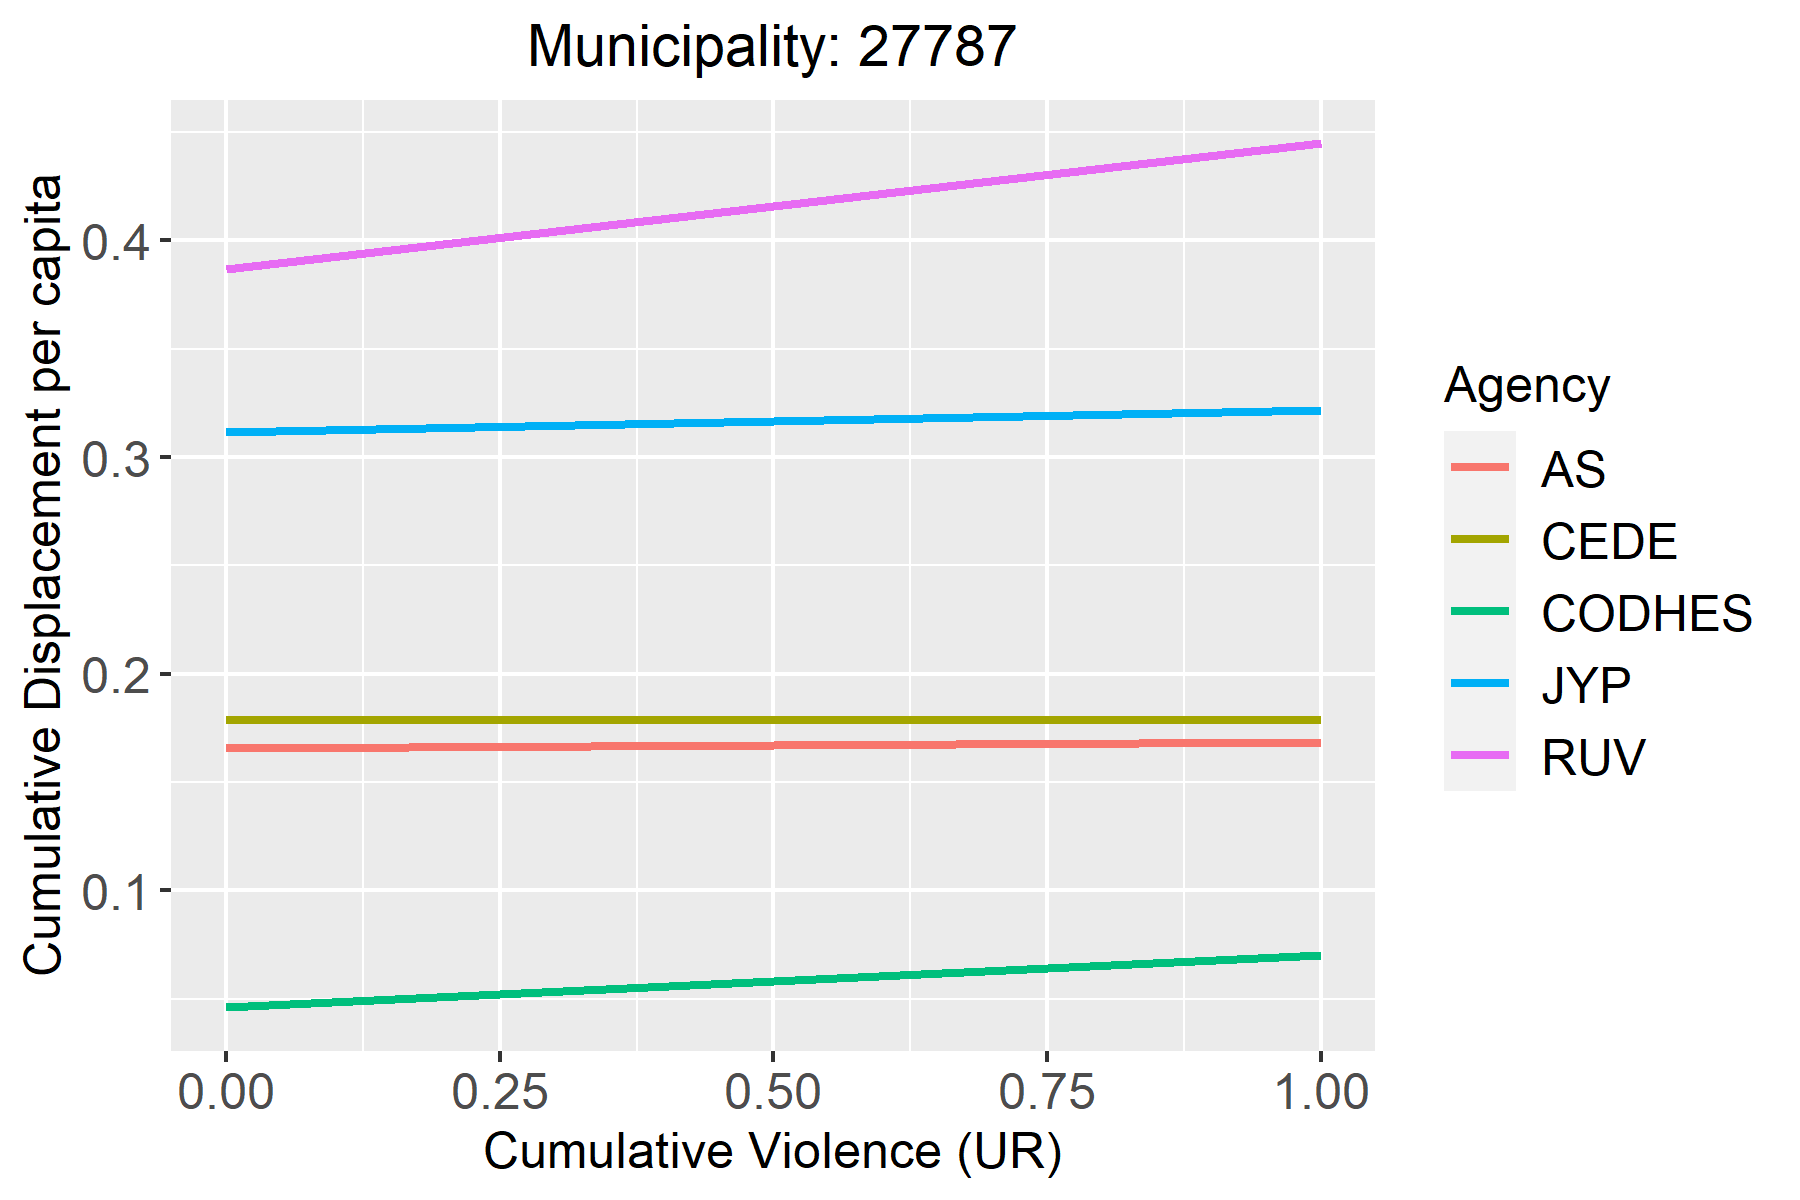 Municipality: 27787
Cumulative Displacement per capita
0.4
0.3
0.2
0.1
0.00 0.25 0.50 0.75 1.00
Cumulative Violence (UR)
Agency
AS
CEDE
CODHES
JYP
RUV